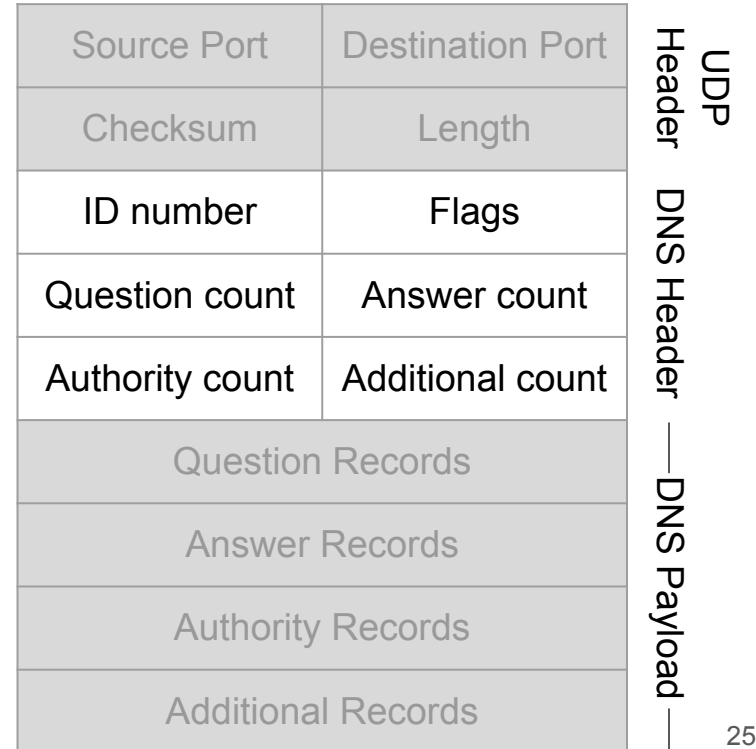 Source Port Destination Port
Checksum Length
ID number Flags
Question count Answer count
Authority count Additional count
Question Records
Answer Records
Authority Records
Additional Records
UDP
Header
DNS Header
DNS Payload
25